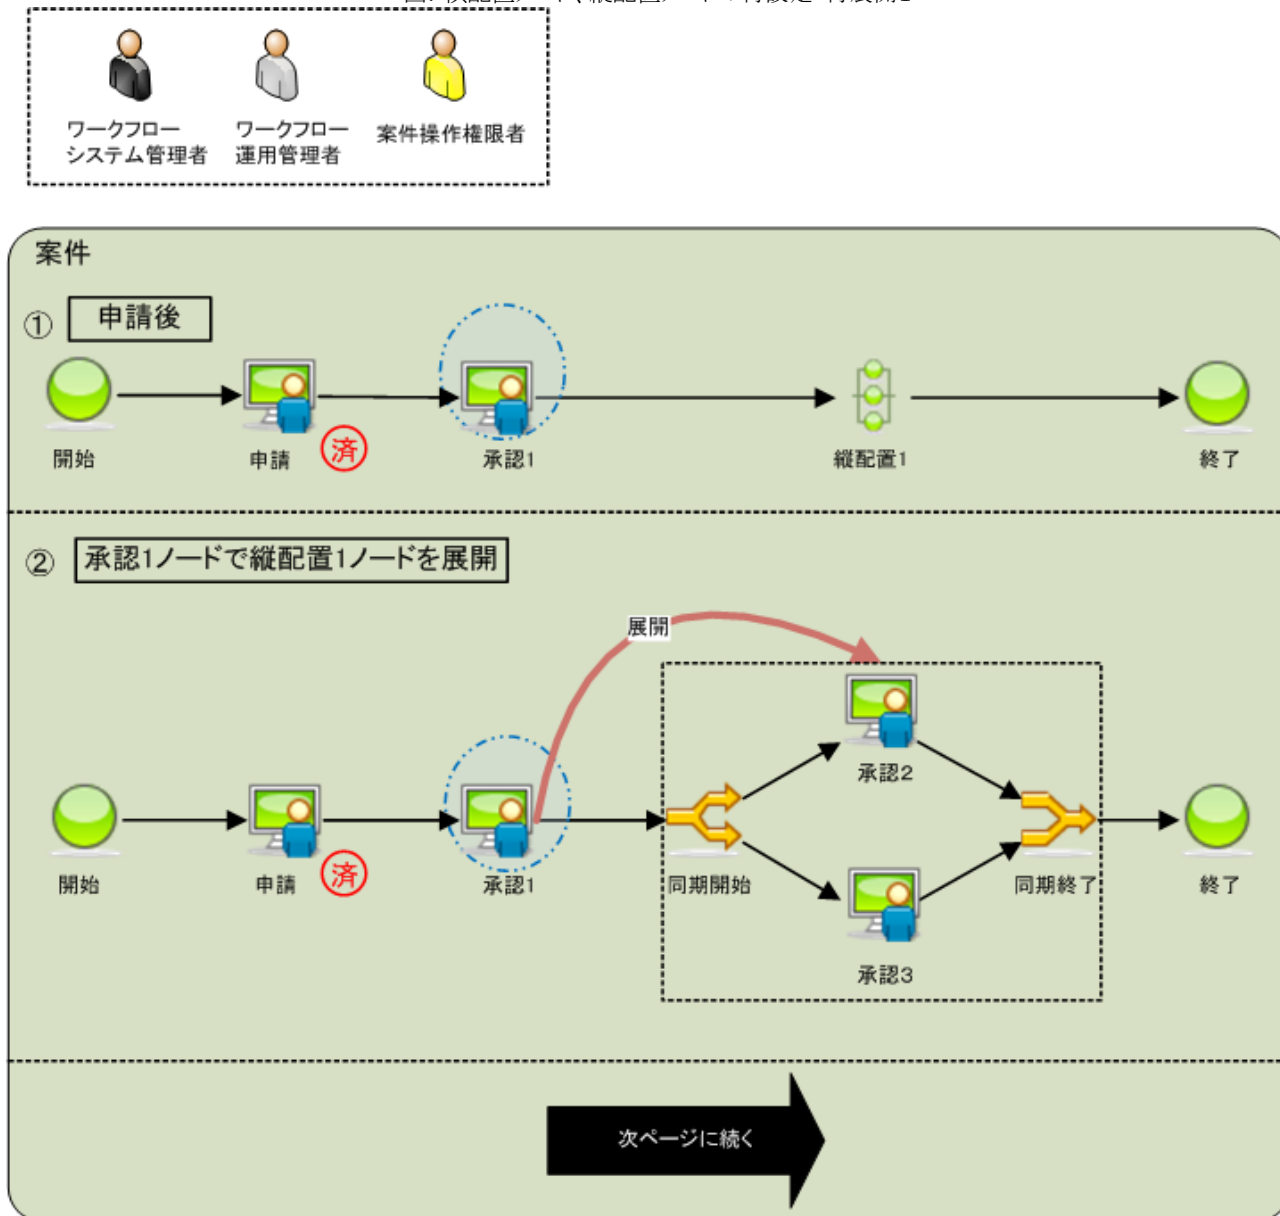 ワークフロー
システム管理者
ワークフロー
運用管理者
案件操作権限者
案件
① 申請後
開始
申請
済
承認1
縦配置1
終了
② 承認1ノードで縦配置1ノードを展開
展開
開始
申請
済
承認1
同期開始
承認2
承認3
同期終了
終了
次ページに続く